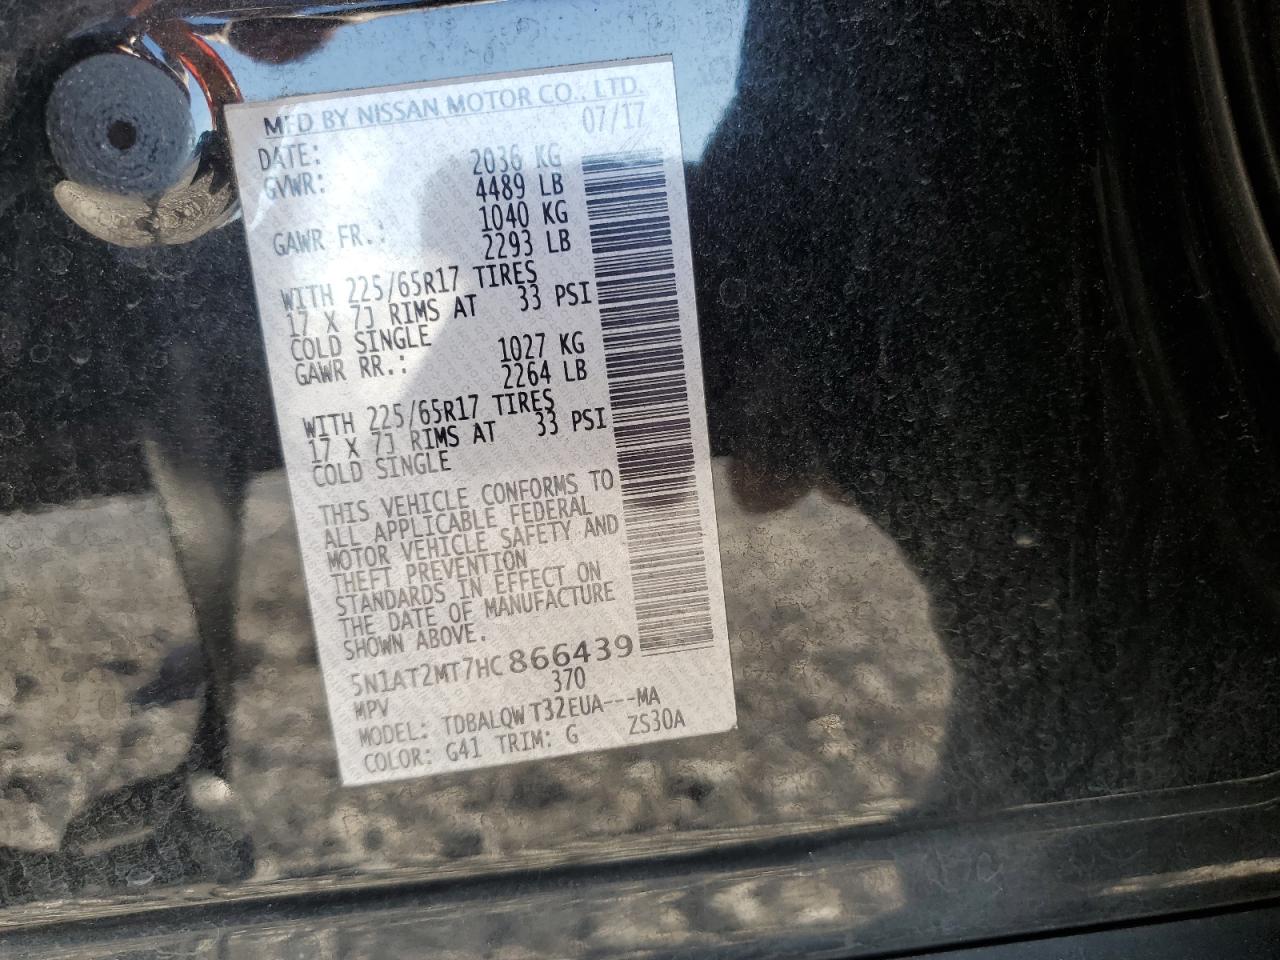 MFD BY NISSAN MOTOR CO., LTD.
DATE: 07/17
GVWR: 2036 KG
4489 LB
GAWR FR.: 1040 KG
2293 LB
WITH 225/65R17 TIRES
17 X 7J RIMS AT 33 PSI
COLD SINGLE
GAWR RR.: 1027 KG
2264 LB
WITH 225/65R17 TIRES
17 X 7J RIMS AT 33 PSI
COLD SINGLE
THIS VEHICLE CONFORMS TO
ALL APPLICABLE FEDERAL
MOTOR VEHICLE SAFETY AND
THEFT PREVENTION
STANDARDS IN EFFECT ON
THE DATE OF MANUFACTURE
SHOWN ABOVE.
5N1AT2MT7HC866439
MPV 370
MODEL: TDBALQWT32EUA---MA
COLOR: G41 TRIM: G ZS30A